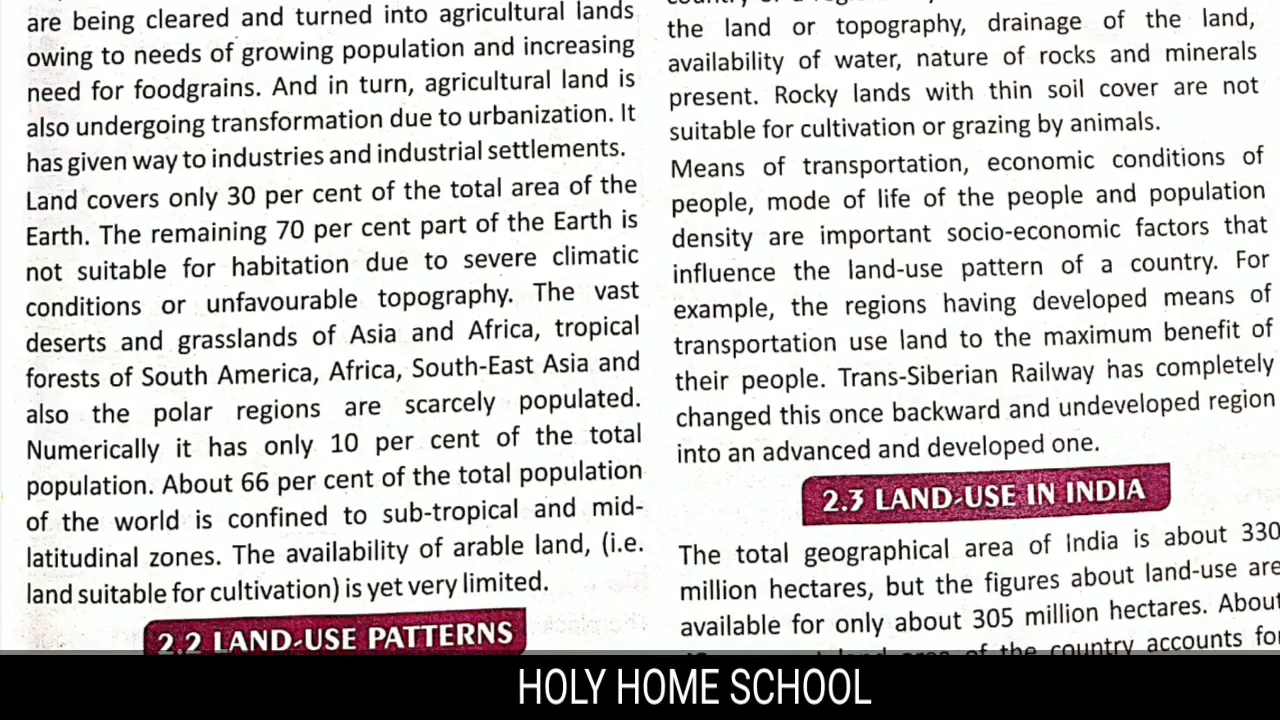 are being cleared and turned into agricultural lands
owing to needs of growing population and increasing
need for foodgrains. And in turn, agricultural land is
also undergoing transformation due to urbanization. It
has given way to industries and industrial settlements.
Land covers only 30 per cent of the total area of the
Earth. The remaining 70 per cent part of the Earth is
not suitable for habitation due to severe climatic
conditions or unfavourable topography. The vast
deserts and grasslands of Asia and Africa, tropical
forests of South America, Africa, South-East Asia and
also the polar regions are scarcely populated.
Numerically it has only 10 per cent of the total
population. About 66 per cent of the total population
of the world is confined to sub-tropical and mid-
latitudinal zones. The availability of arable land, (i.e.
land suitable for cultivation) is yet very limited.
2.2 LAND-USE PATTERNS
the land or topography, drainage of the land,
availability of water, nature of rocks and minerals
present. Rocky lands with thin soil cover are not
suitable for cultivation or grazing by animals.
Means of transportation, economic conditions of
people, mode of life of the people and population
density are important socio-economic factors that
influence the land-use pattern of a country. For
example, the regions having developed means of
transportation use land to the maximum benefit of
their people. Trans-Siberian Railway has completely
changed this once backward and undeveloped region
into an advanced and developed one.
2.3 LAND-USE IN INDIA
The total geographical area of India is about 330
million hectares, but the figures about land-use are
available for only about 305 million hectares. About
of the country accounts for
HOLY HOME SCHOOL